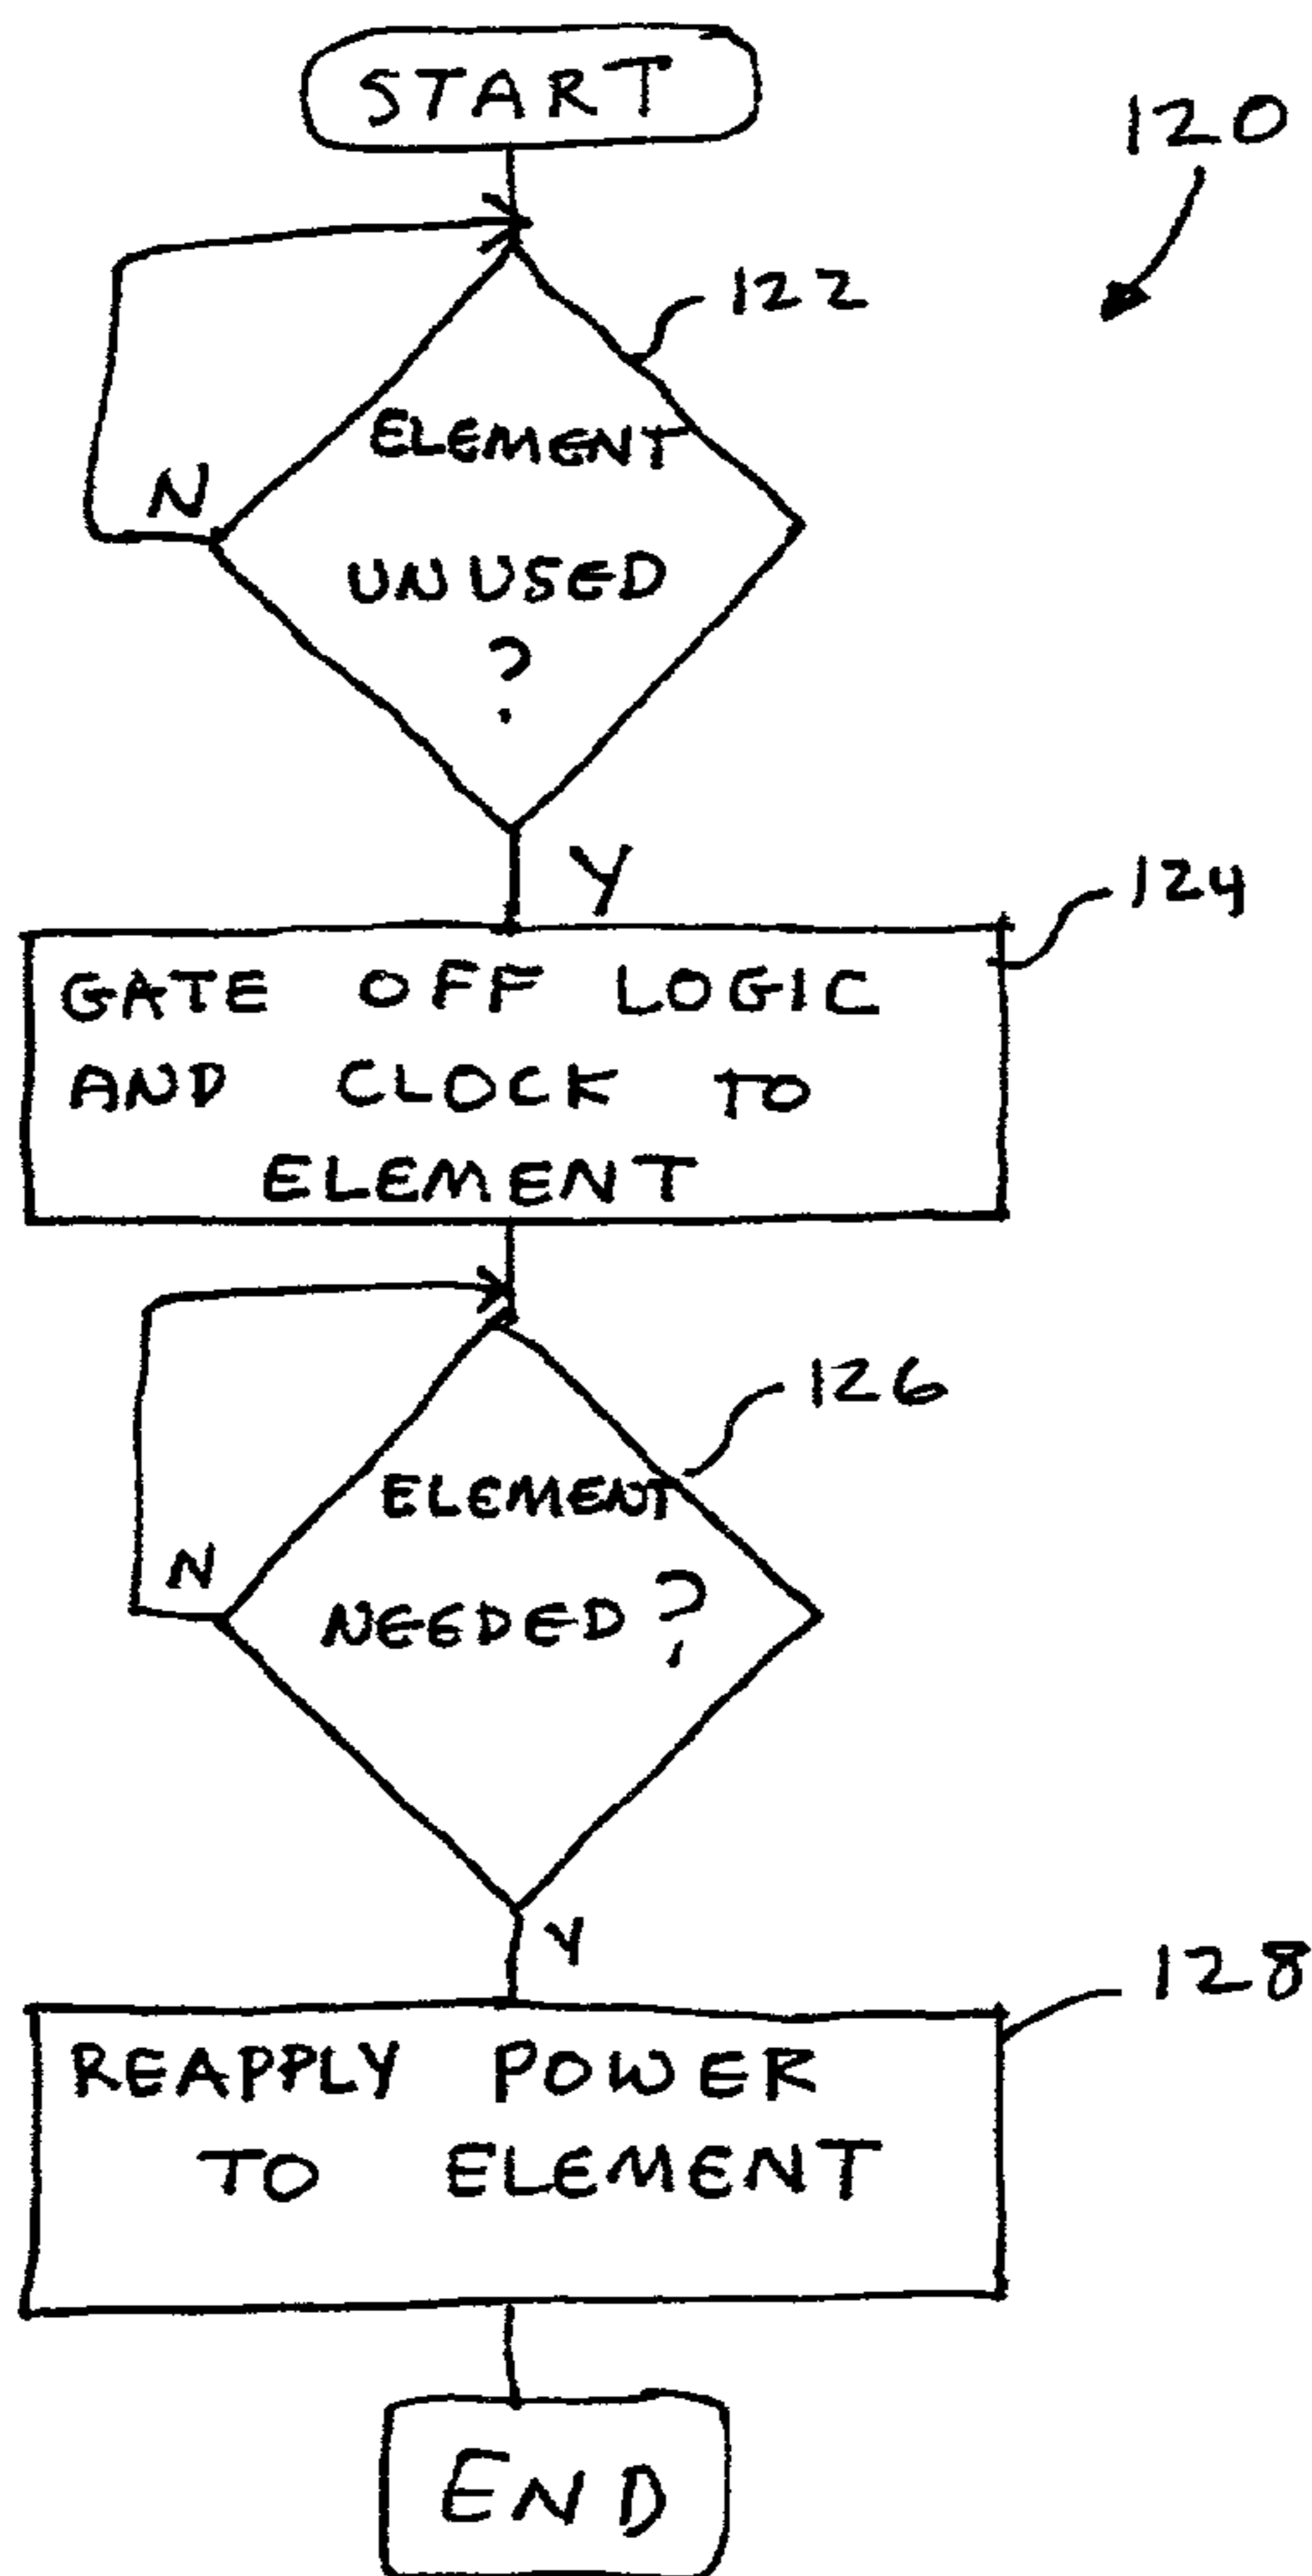 START
120
122
ELEMENT
N
UNUSED
?
Y
124
GATE OFF LOGIC
AND CLOCK TO
ELEMENT
126
ELEMENT
N
NEEDED?
Y
128
REAPPLY POWER
TO ELEMENT
END